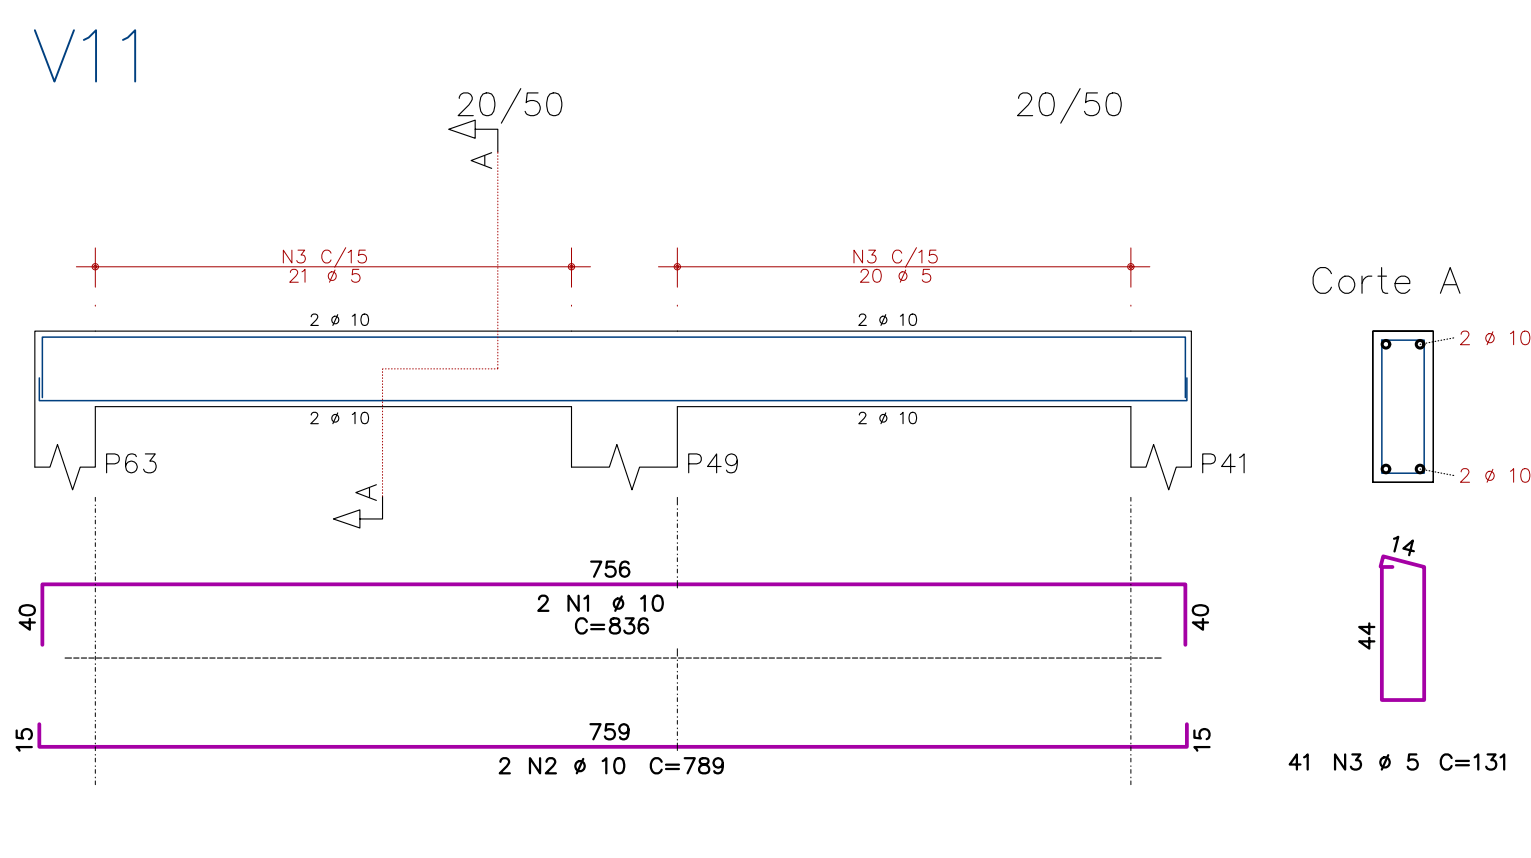 V11
20/50
20/50
A
N3 C/15
21 ø 5
N3 C/15
20 ø 5
Corte A
2 ø 10
2 ø 10
2 ø 10
2 ø 10
2 ø 10
P63
P49
P41
2 ø 10
A
14
756
40
2 N1 ø 10
40
C=836
44
759
15
15
2 N2 ø 10 C=789
41 N3 ø 5 C=131